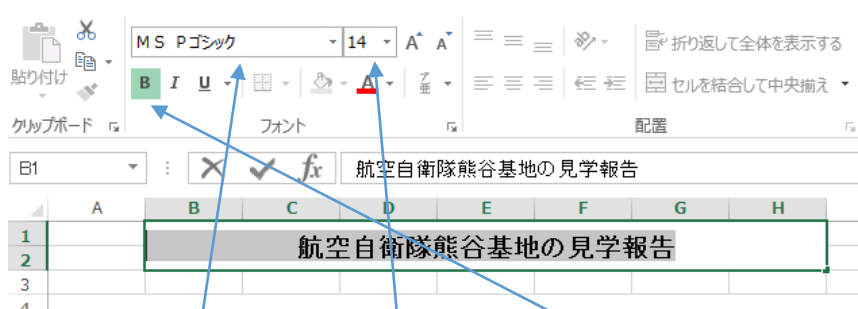 ＭＳ Ｐゴシック 14 A A
折り返して全体を表示する
貼り付け
B I U A ア亜
セルを結合して中央揃え
クリップボード フォント 配置
B1 fx 航空自衛隊熊谷基地の見学報告
A B C D E F G H
1
航空自衛隊熊谷基地の見学報告
2
3